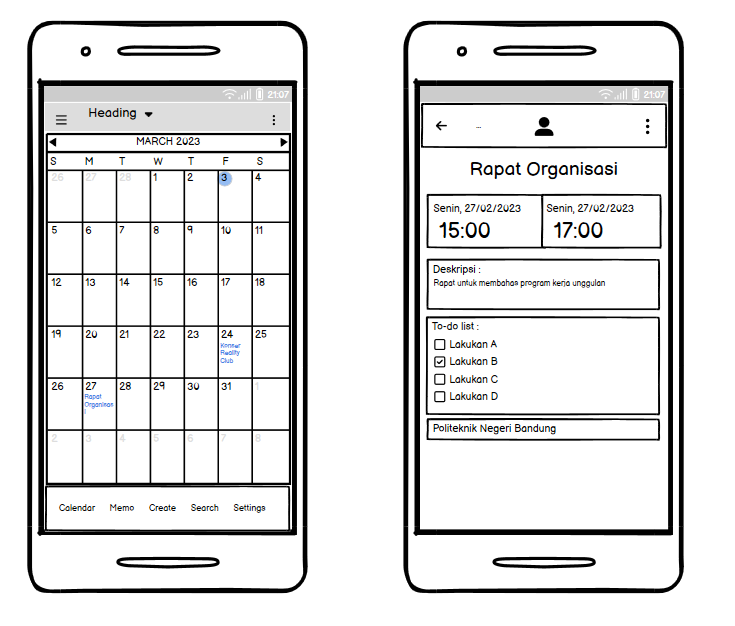 21:07
Heading
MARCH 2023
S M T W T F S
26 27 28 1 2 3 4
5 6 7 8 9 10 11
12 13 14 15 16 17 18
19 20 21 22 23 24 25
Konser
Reality
Club
26 27 28 29 30 31 1
Rapat
Organisas
i
2 3 4 5 6 7 8
Calendar Memo Create Search Settings
21:07
...
Rapat Organisasi
Senin, 27/02/2023 Senin, 27/02/2023
15:00 17:00
Deskripsi :
Rapat untuk membahas program kerja unggulan
To-do list :
Lakukan A
Lakukan B
Lakukan C
Lakukan D
Politeknik Negeri Bandung